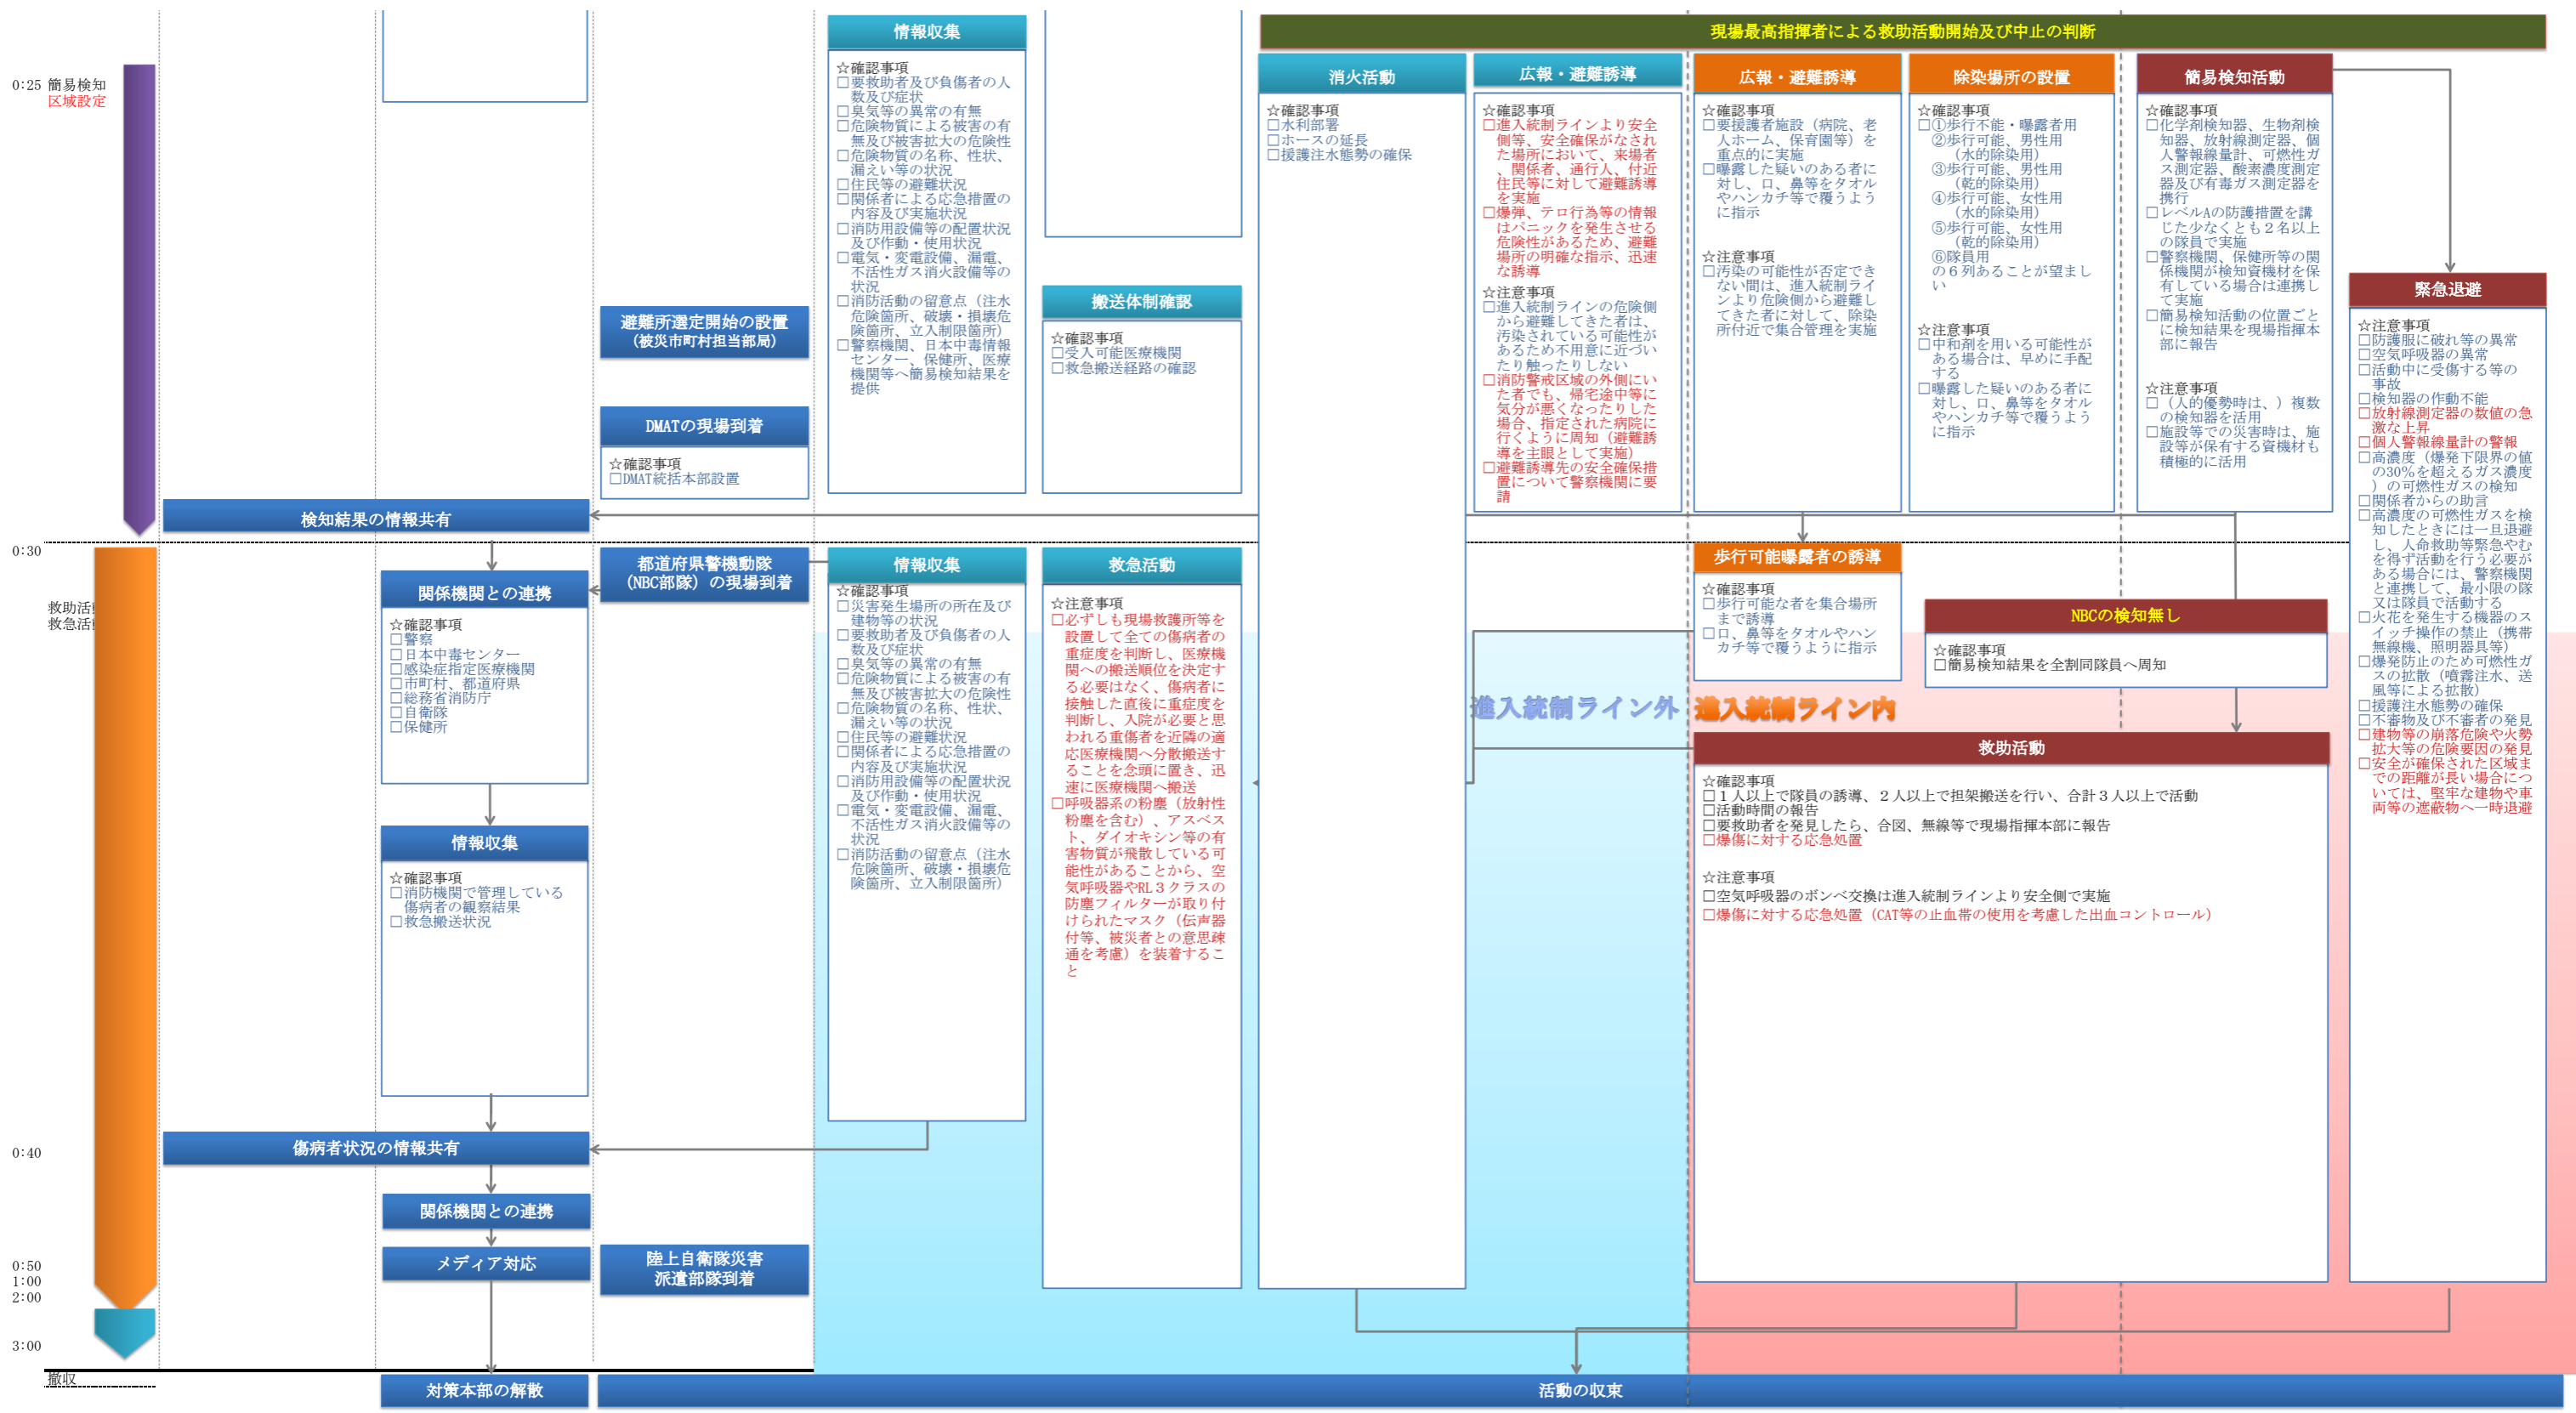 現場最高指揮者による救助活動開始及び中止の判断
0:25 簡易検知
区域設定
避難所選定開始の設置
(被災市町村担当部局)
DMATの現場到着
☆確認事項
□DMAT統括本部設置
検知結果の情報共有
情報収集
☆確認事項
□要救助者及び負傷者の人
数及び症状
□臭気等の異常の有無
□危険物質による被害の有
無及び被害拡大の危険性
□危険物質の名称、性状、
漏えい等の状況
□住民等の避難状況
□関係者による応急措置の
内容及び実施状況
□消防用設備等の配置状況
及び作動・使用状況
□電気・変電設備、漏電、
不活性ガス消火設備等の
状況
□消防活動の留意点（注水
危険箇所、破壊・損壊危
険箇所、立入制限箇所）
□警察機関、日本中毒情報
センター、保健所、医療
機関等へ簡易検知結果を
提供
搬送体制確認
☆確認事項
□受入可能医療機関
□救急搬送経路の確認
消火活動
☆確認事項
□水利部署
□ホースの延長
□援護注水態勢の確保
広報・避難誘導
☆確認事項
□進入統制ラインより安全
側等、安全確保がなされ
た場所において、来場者
、関係者、通行人、付近
住民等に対して避難誘導
を実施
□爆弾、テロ行為等の情報
はパニックを発生させる
危険性があるため、避難
場所の明確な指示、迅速
な誘導
☆注意事項
□進入統制ラインの危険側
から避難してきた者は、
汚染されている可能性が
あるため不用意に近づい
たり触ったりしない
□消防警戒区域の外側にい
た者でも、帰宅途中等に
気分が悪くなったりした
場合、指定された病院に
行くように周知（避難誘
導を主眼として実施）
□避難誘導先の安全確保措
置について警察機関に要
請
広報・避難誘導
☆確認事項
□要援護者施設（病院、老
人ホーム、保育園等）を
重点的に実施
□曝露した疑いのある者に
対し、口、鼻等をタオル
やハンカチ等で覆うよう
に指示
☆注意事項
□汚染の可能性が否定でき
ない間は、進入統制ライ
ンより危険側から避難し
てきた者に対して、除染
所付近で集合管理を実施
除染場所の設置
☆確認事項
□①歩行不能・曝露者用
②歩行可能、男性用
（水的除染用）
③歩行可能、男性用
（乾的除染用）
④歩行可能、女性用
（水的除染用）
⑤歩行可能、女性用
（乾的除染用）
⑥隊員用
の６列あることが望まし
い
☆注意事項
□中和剤を用いる可能性が
ある場合は、早めに手配
する
□曝露した疑いのある者に
対し、口、鼻等をタオル
やハンカチ等で覆うよう
に指示
簡易検知活動
☆確認事項
□化学剤検知器、生物剤検
知器、放射線測定器、個
人警報線量計、可燃性ガ
ス測定器、酸素濃度測定
器及び有毒ガス測定器を
携行
□レベルAの防護措置を講
じた少なくとも２名以上
の隊員で実施
□警察機関、保健所等の関
係機関が検知資機材を保
有している場合は連携し
て実施
□簡易検知活動の位置ごと
に検知結果を現場指揮本
部に報告
☆注意事項
□（人的優勢時は、）複数
の検知器を活用
□施設等での災害時は、施
設等が保有する資機材も
積極的に活用
緊急退避
☆注意事項
□防護服に破れ等の異常
□空気呼吸器の異常
□活動中に受傷する等の
事故
□検知器の作動不能
□放射線測定器の数値の急
激な上昇
□個人警報線量計の警報
□高濃度（爆発下限界の値
の30％を超えるガス濃度
）の可燃性ガスの検知
□関係者からの助言
□高濃度の可燃性ガスを検
知したときには一旦退避
し、人命救助等緊急やむ
を得ず活動を行う必要が
ある場合には、警察機関
と連携して、最小限の隊
又は隊員で活動する
□火花を発生する機器のス
イッチ操作の禁止（携帯
無線機、照明器具等）
□爆発防止のため可燃性ガ
スの拡散（噴霧注水、送
風等による拡散）
□援護注水態勢の確保
□不審物及び不審者の発見
□建物等の崩落危険や火勢
拡大等の危険要因の発見
□安全が確保された区域ま
での距離が長い場合につ
いては、堅牢な建物や車
両等の遮蔽物へ一時退避
0:30
救助活
救急活
都道府県警機動隊
（NBC部隊）の現場到着
関係機関との連携
☆確認事項
□警察
□日本中毒センター
□感染症指定医療機関
□市町村、都道府県
□総務省消防庁
□自衛隊
□保健所
情報収集
☆確認事項
□消防機関で管理している
傷病者の観察結果
□救急搬送状況
情報収集
☆確認事項
□災害発生場所の所在及び
建物等の状況
□要救助者及び負傷者の人
数及び症状
□臭気等の異常の有無
□危険物質による被害の有
無及び被害拡大の危険性
□危険物質の名称、性状、
漏えい等の状況
□住民等の避難状況
□関係者による応急措置の
内容及び実施状況
□消防用設備等の配置状況
及び作動・使用状況
□電気・変電設備、漏電、
不活性ガス消火設備等の
状況
□消防活動の留意点（注水
危険箇所、破壊・損壊危
険箇所、立入制限箇所）
救急活動
☆注意事項
□必ずしも現場救護所等を
設置して全ての傷病者の
重症度を判断し、医療機
関への搬送順位を決定す
る必要はなく、傷病者に
接触した直後に重症度を
判断し、入院が必要と思
われる重傷者を近隣の適
応医療機関へ分散搬送す
ることを念頭に置き、迅
速に医療機関へ搬送
□呼吸器系の粉塵（放射性
粉塵を含む）、アスベス
ト、ダイオキシン等の有
害物質が飛散している可
能性があることから、空
気呼吸器やRL３クラスの
防塵フィルターが取り付
けられたマスク（伝声器
付等、被災者との意思疎
通を考慮）を装着するこ
と
歩行可能曝露者の誘導
☆確認事項
□歩行可能な者を集合場所
まで誘導
□口、鼻等をタオルやハン
カチ等で覆うように指示
NBCの検知無し
☆確認事項
□簡易検知結果を全割同隊員へ周知
進入統制ライン外
進入統制ライン内
救助活動
☆確認事項
□１人以上で隊員の誘導、２人以上で担架搬送を行い、合計３人以上で活動
□活動時間の報告
□要救助者を発見したら、合図、無線等で現場指揮本部に報告
□爆傷に対する応急処置
☆注意事項
□空気呼吸器のボンベ交換は進入統制ラインより安全側で実施
□爆傷に対する応急処置（CAT等の止血帯の使用を考慮した出血コントロール）
0:40
傷病者状況の情報共有
関係機関との連携
メディア対応
陸上自衛隊災害
派遣部隊到着
0:50
1:00
2:00
3:00
撤収
対策本部の解散
活動の収束